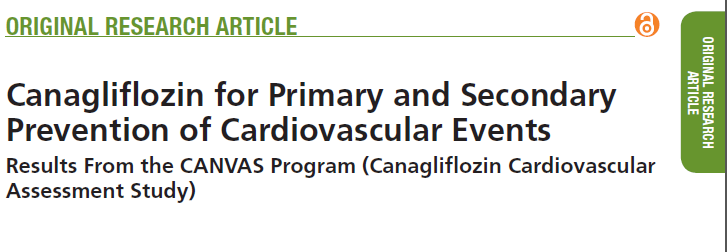 ORIGINAL RESEARCH ARTICLE
Canagliflozin for Primary and Secondary
Prevention of Cardiovascular Events
Results From the CANVAS Program (Canagliflozin Cardiovascular
Assessment Study)
ORIGINAL RESEARCH
ARTICLE